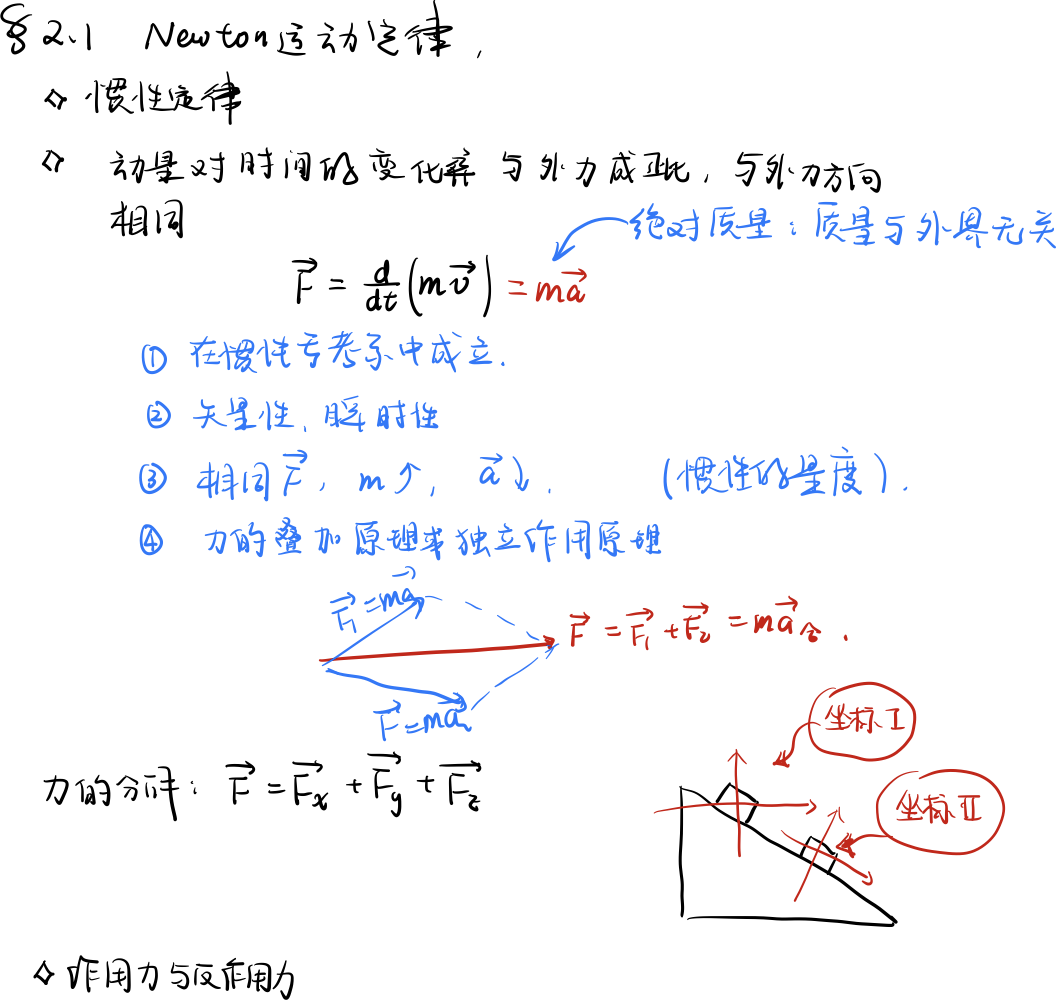 §2.1 Newton运动定律,
◇ 惯性定律
◇ 动量对时间的变化率与外力成正比, 与外力方向
相同
绝对质量:质量与外界无关
$\vec{F} = \frac{d}{dt}(m\vec{v}) = m\vec{a}$
① 在惯性参考系中成立.
② 矢量性、瞬时性
③ 相同$\vec{F}$, m↑, $\vec{a}$↓. (惯性的量度).
④ 力的叠加原理或独立作用原理
$\vec{F_1} = m\vec{a_1}$
$\vec{F} = \vec{F_1} + \vec{F_2} = m\vec{a}_合$.
$\vec{F} = m\vec{a_2}$
坐标I
力的分解: $\vec{F} = \vec{F_x} + \vec{F_y} + \vec{F_z}$
坐标II
◇ 作用力与反作用力